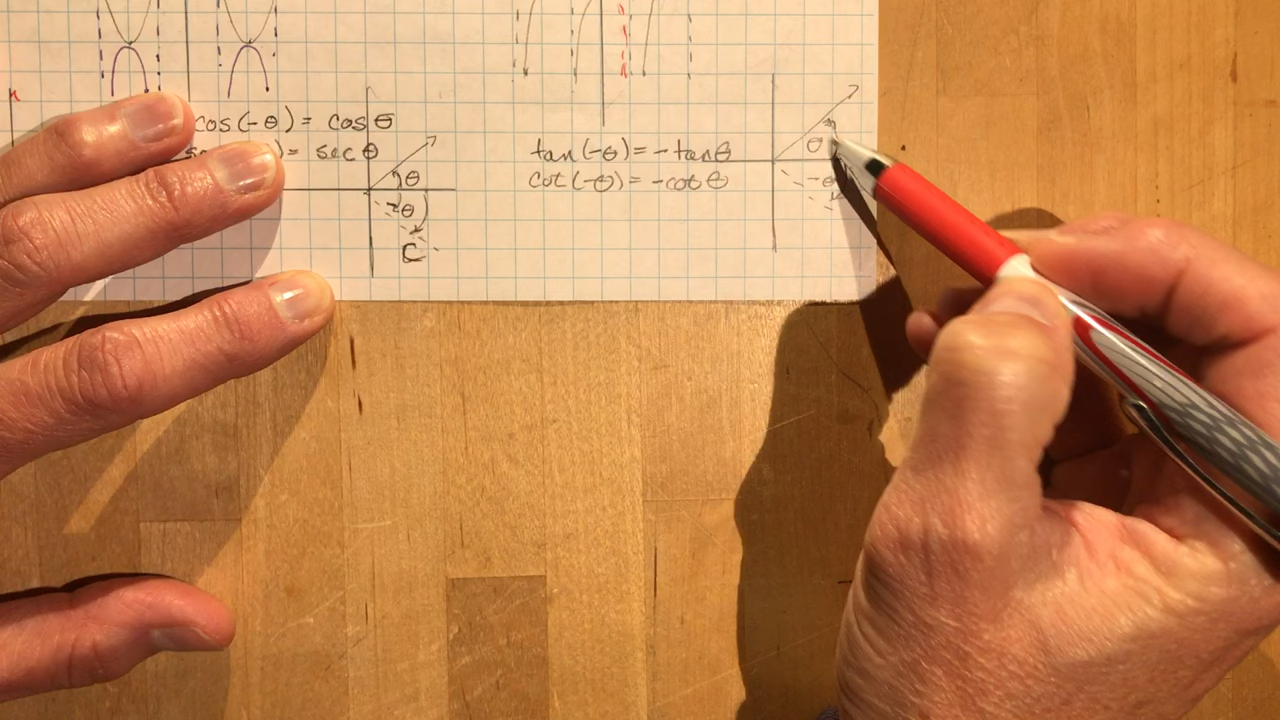 cos(-θ) = cos θ
) = sec θ
θ
-θ
C
tan(-θ) = -tan θ
cot(-θ) = -cot θ
θ
-θ